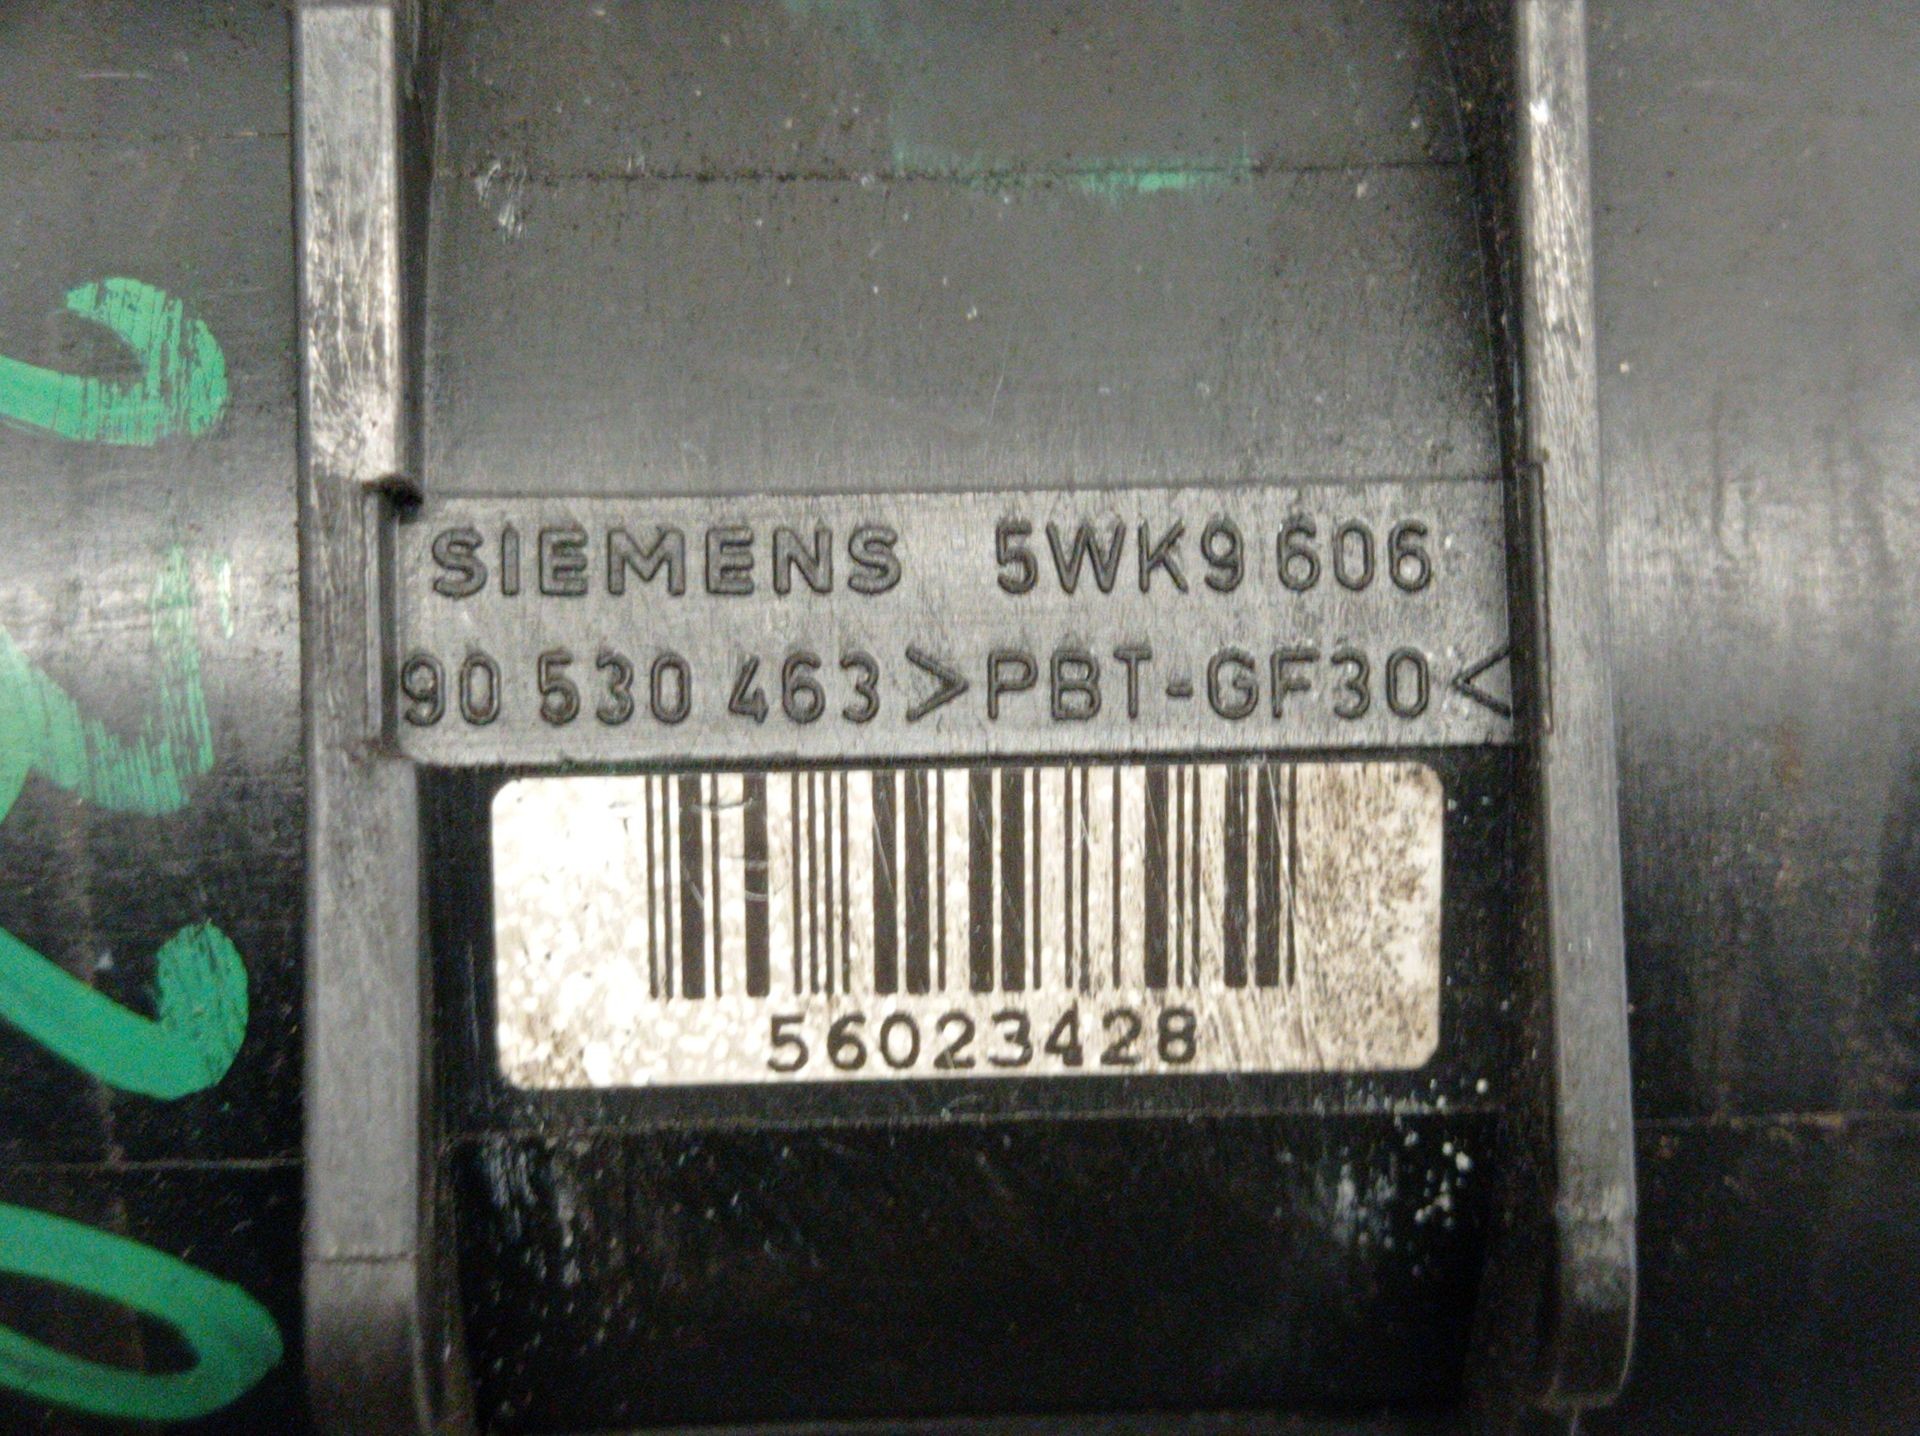 SIEMENS 5WK9 606
90 530 463 >PBT-GF30<
56023428